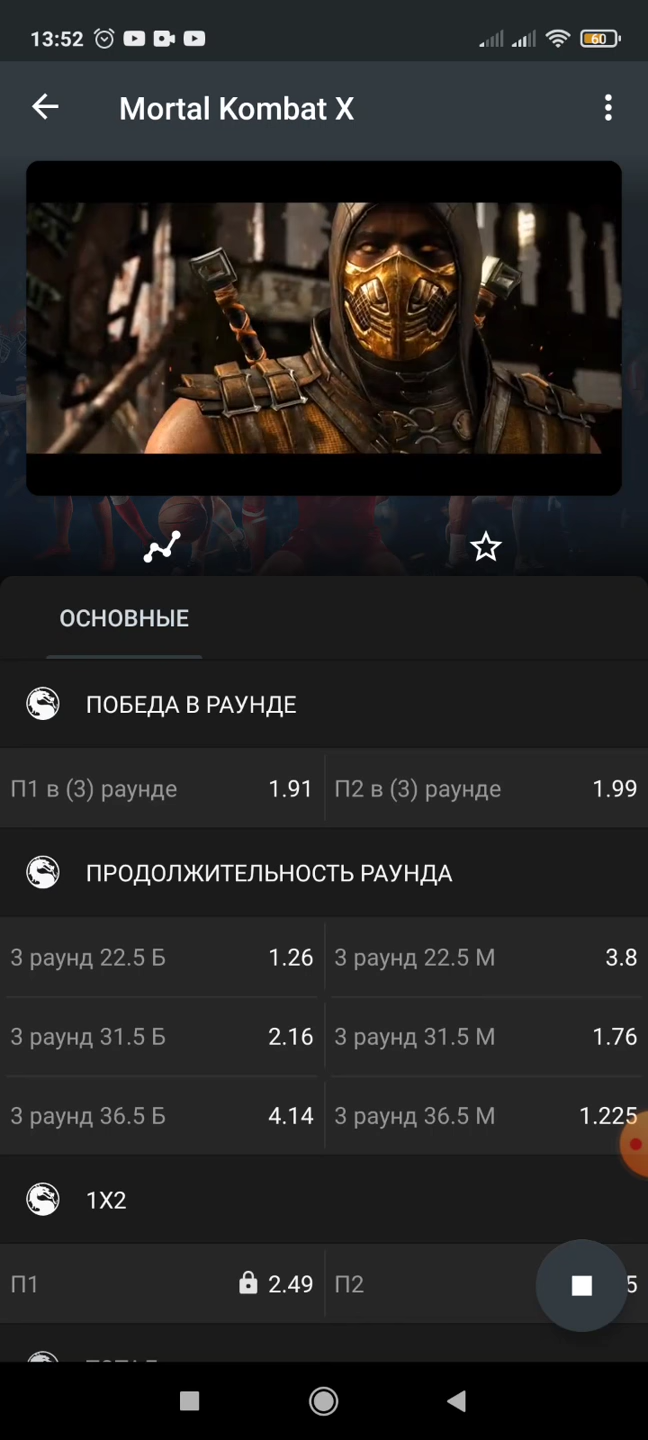 13:52
60
Mortal Kombat X
ОСНОВНЫЕ
ПОБЕДА В РАУНДЕ
П1 в (3) раунде 1.91 П2 в (3) раунде 1.99
ПРОДОЛЖИТЕЛЬНОСТЬ РАУНДА
3 раунд 22.5 Б 1.26 3 раунд 22.5 М 3.8
3 раунд 31.5 Б 2.16 3 раунд 31.5 М 1.76
3 раунд 36.5 Б 4.14 3 раунд 36.5 М 1.225
1X2
П1 2.49 П2 5